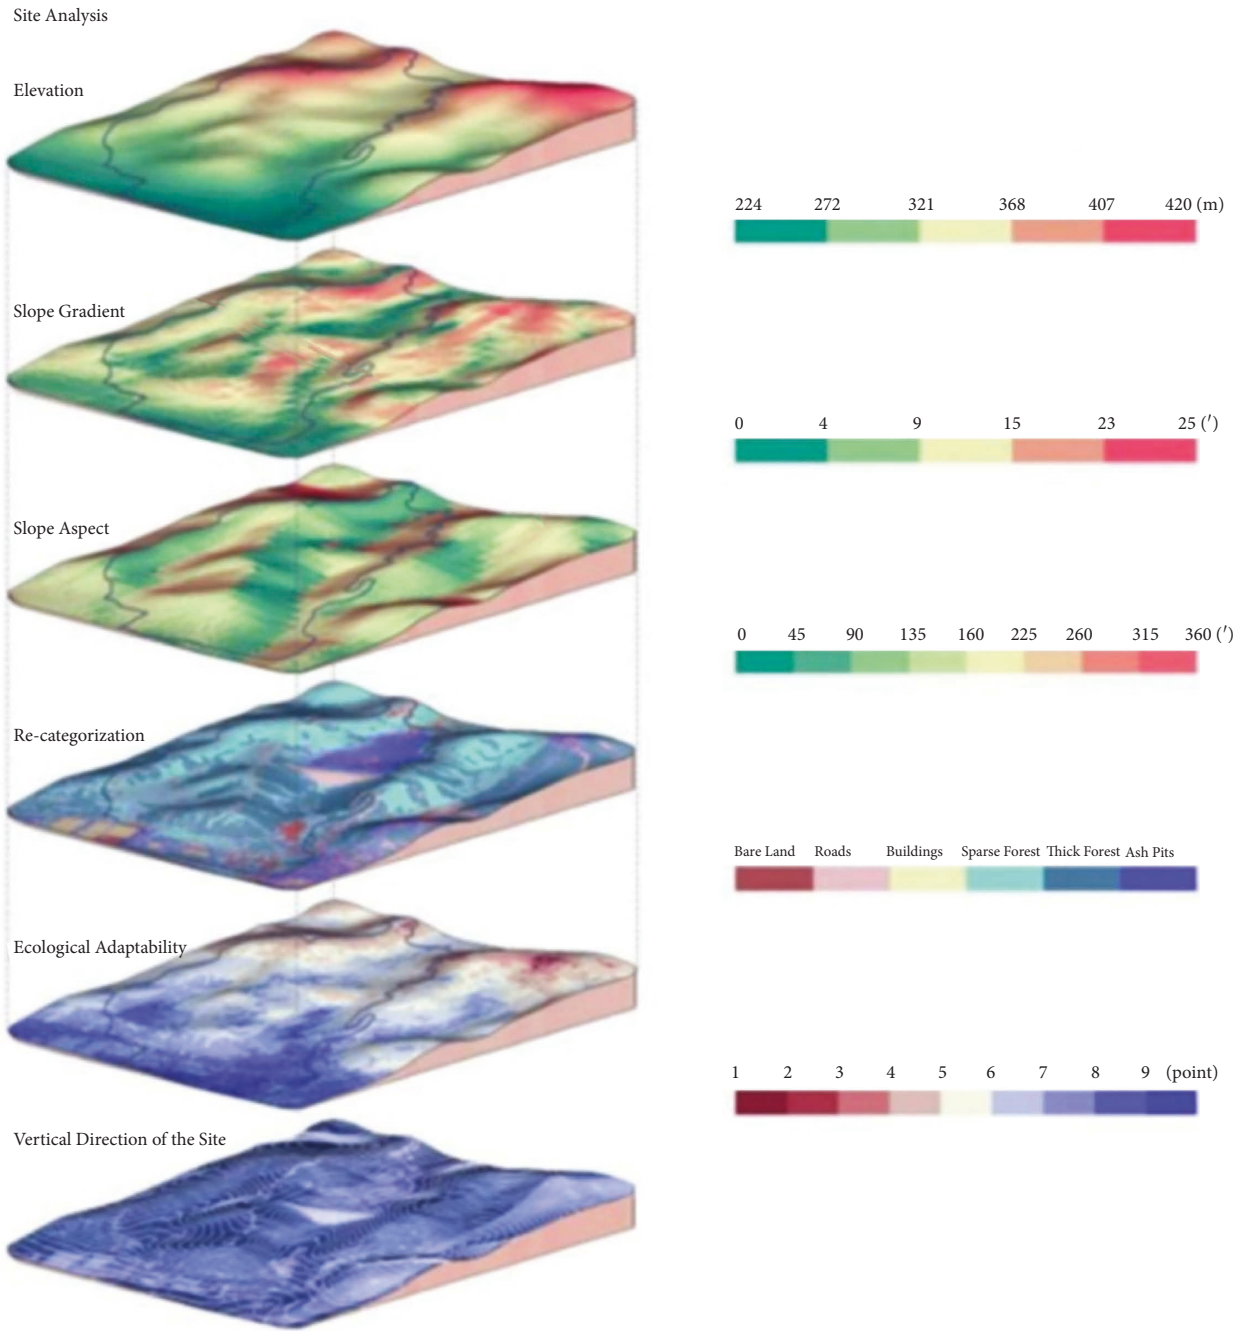 Site Analysis
Elevation
224 272 321 368 407 420 (m)
Slope Gradient
0 4 9 15 23 25 (′)
Slope Aspect
0 45 90 135 160 225 260 315 360 (′)
Re-categorization
Bare Land Roads Buildings Sparse Forest Thick Forest Ash Pits
Ecological Adaptability
1 2 3 4 5 6 7 8 9 (point)
Vertical Direction of the Site